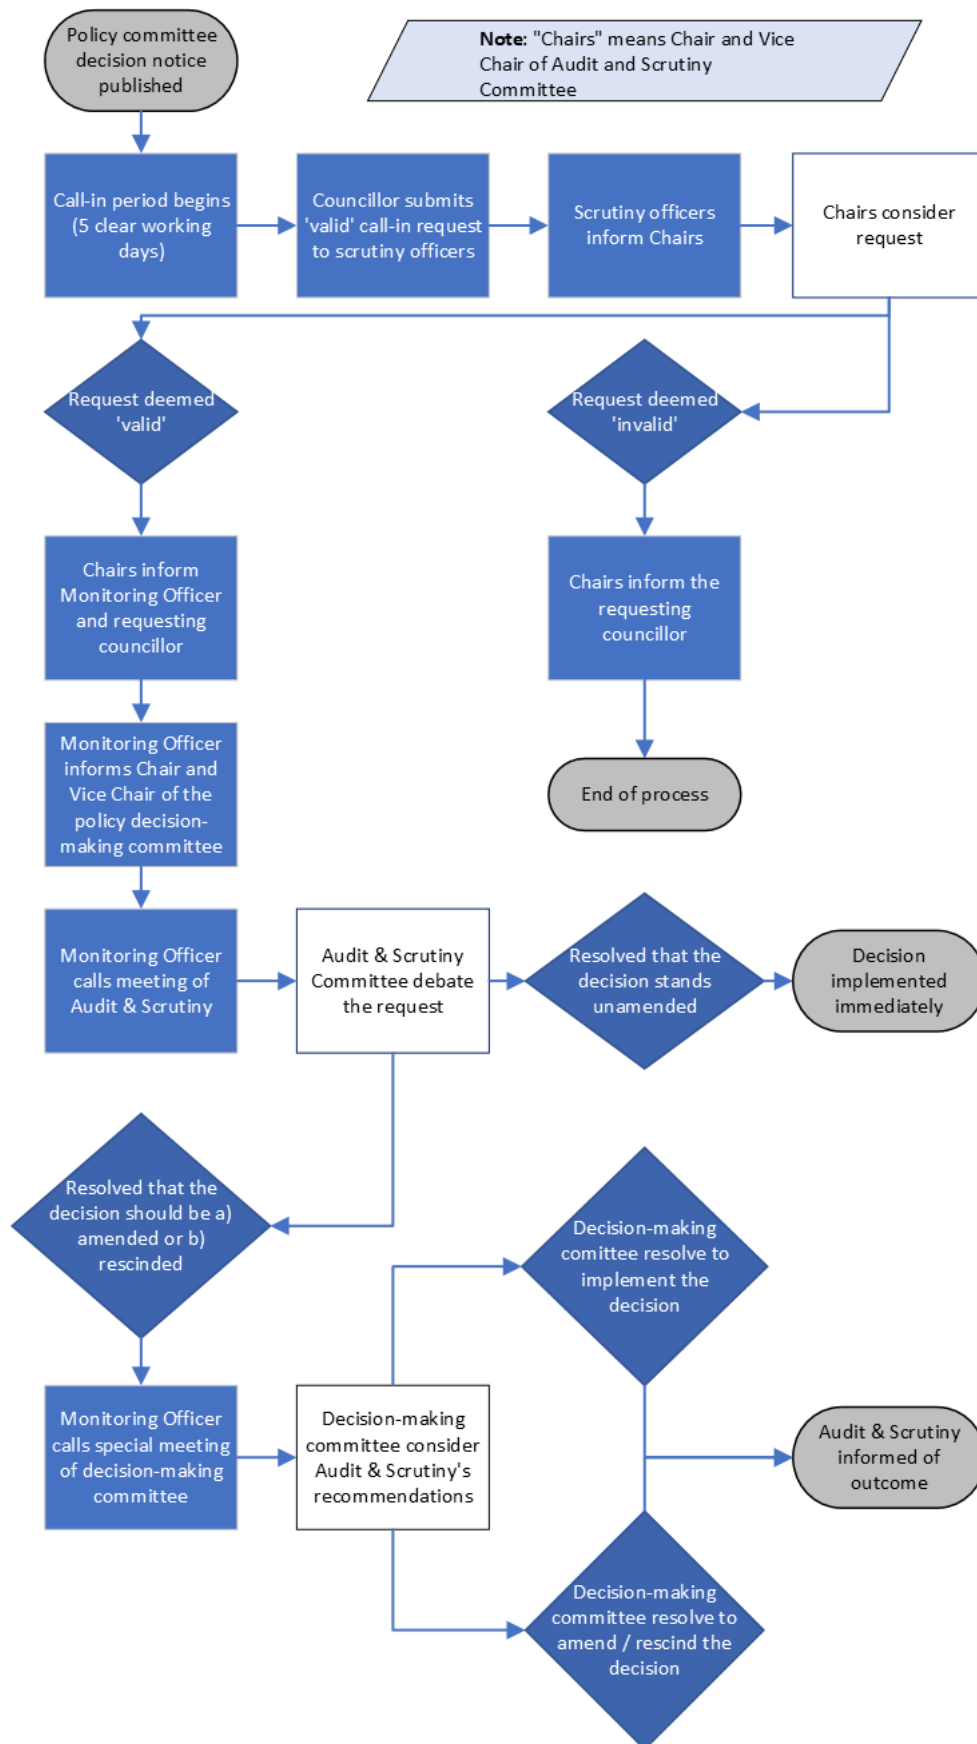 Policy committee
decision notice
published
Note: "Chairs" means Chair and Vice
Chair of Audit and Scrutiny
Committee
Call-in period begins
(5 clear working
days)
Councillor submits
'valid' call-in request
to scrutiny officers
Scrutiny officers
inform Chairs
Chairs consider
request
Request deemed
'valid'
Request deemed
'invalid'
Chairs inform
Monitoring Officer
and requesting
councillor
Chairs inform the
requesting
councillor
Monitoring Officer
informs Chair and
Vice Chair of the
policy decision-
making committee
End of process
Monitoring Officer
calls meeting of
Audit & Scrutiny
Audit & Scrutiny
Committee debate
the request
Resolved that the
decision stands
unamended
Decision
implemented
immediately
Resolved that the
decision should be a)
amended or b)
rescinded
Decision-making
comittee resolve to
implement the
decision
Monitoring Officer
calls special meeting
of decision-making
committee
Decision-making
committee consider
Audit & Scrutiny's
recommendations
Audit & Scrutiny
informed of
outcome
Decision-making
committee resolve to
amend / rescind the
decision